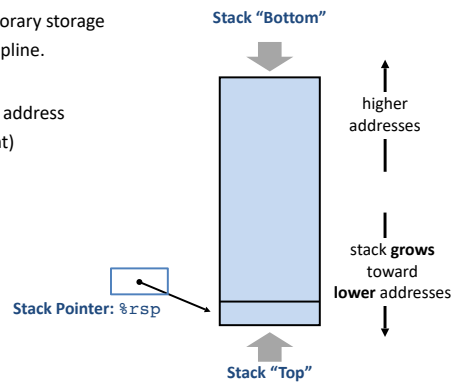 orary storage
pline.
address
t)
Stack “Bottom”
higher
addresses
stack grows
toward
lower addresses
Stack Pointer: %rsp
Stack “Top”